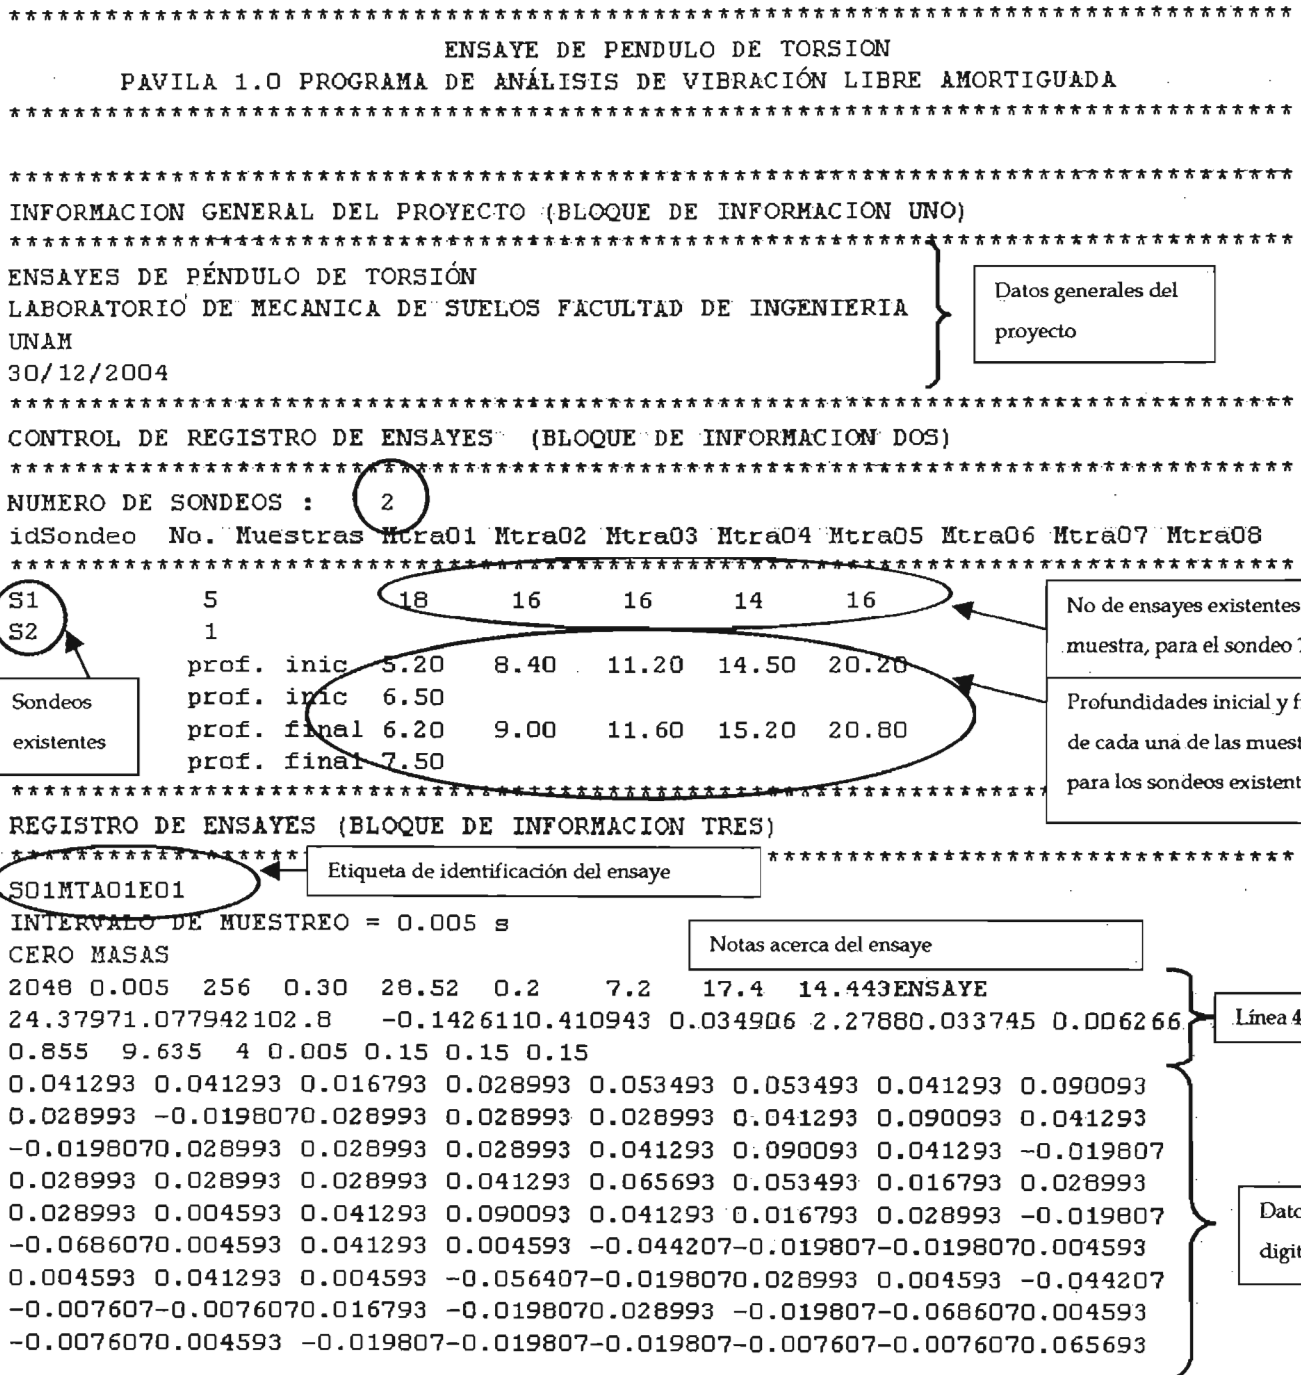 ********************************************************************************
ENSAYE DE PENDULO DE TORSION
PAVILA 1.0 PROGRAMA DE ANÁLISIS DE VIBRACIÓN LIBRE AMORTIGUADA
********************************************************************************
********************************************************************************
INFORMACION GENERAL DEL PROYECTO (BLOQUE DE INFORMACION UNO)
********************************************************************************
ENSAYES DE PÉNDULO DE TORSIÓN
LABORATORIO DE MECANICA DE SUELOS FACULTAD DE INGENIERIA
UNAM
30/12/2004
Datos generales del
proyecto
********************************************************************************
CONTROL DE REGISTRO DE ENSAYES (BLOQUE DE INFORMACION DOS)
********************************************************************************
NUMERO DE SONDEOS : 2
idSondeo No. Muestras Mtra01 Mtra02 Mtra03 Mtra04 Mtra05 Mtra06 Mtra07 Mtra08
********************************************************************************
S1 5 18 16 16 14 16
S2 1
No de ensayes existentes
muestra, para el sondeo
prof. inic 5.20 8.40 11.20 14.50 20.20
prof. inic 6.50
prof. final 6.20 9.00 11.60 15.20 20.80
prof. final 7.50
Sondeos
existentes
Profundidades inicial y f
de cada una de las muest
para los sondeos existent
****************************************************************
REGISTRO DE ENSAYES (BLOQUE DE INFORMACION TRES)
****************** *********************************
Etiqueta de identificación del ensaye
S01MTA01E01
INTERVALO DE MUESTREO = 0.005 s
CERO MASAS
Notas acerca del ensaye
2048 0.005 256 0.30 28.52 0.2 7.2 17.4 14.443ENSAYE
24.37971.077942102.8 -0.1426110.410943 0.034906 2.27880.033745 0.006266
Línea 4
0.855 9.635 4 0.005 0.15 0.15 0.15
0.041293 0.041293 0.016793 0.028993 0.053493 0.053493 0.041293 0.090093
0.028993 -0.0198070.028993 0.028993 0.028993 0.041293 0.090093 0.041293
-0.0198070.028993 0.028993 0.028993 0.041293 0.090093 0.041293 -0.019807
0.028993 0.028993 0.028993 0.041293 0.065693 0.053493 0.016793 0.028993
0.028993 0.004593 0.041293 0.090093 0.041293 0.016793 0.028993 -0.019807
-0.0686070.004593 0.041293 0.004593 -0.044207-0.019807-0.0198070.004593
0.004593 0.041293 0.004593 -0.056407-0.0198070.028993 0.004593 -0.044207
-0.007607-0.0076070.016793 -0.0198070.028993 -0.019807-0.0686070.004593
-0.0076070.004593 -0.019807-0.019807-0.019807-0.007607-0.0076070.065693
Dato
digit